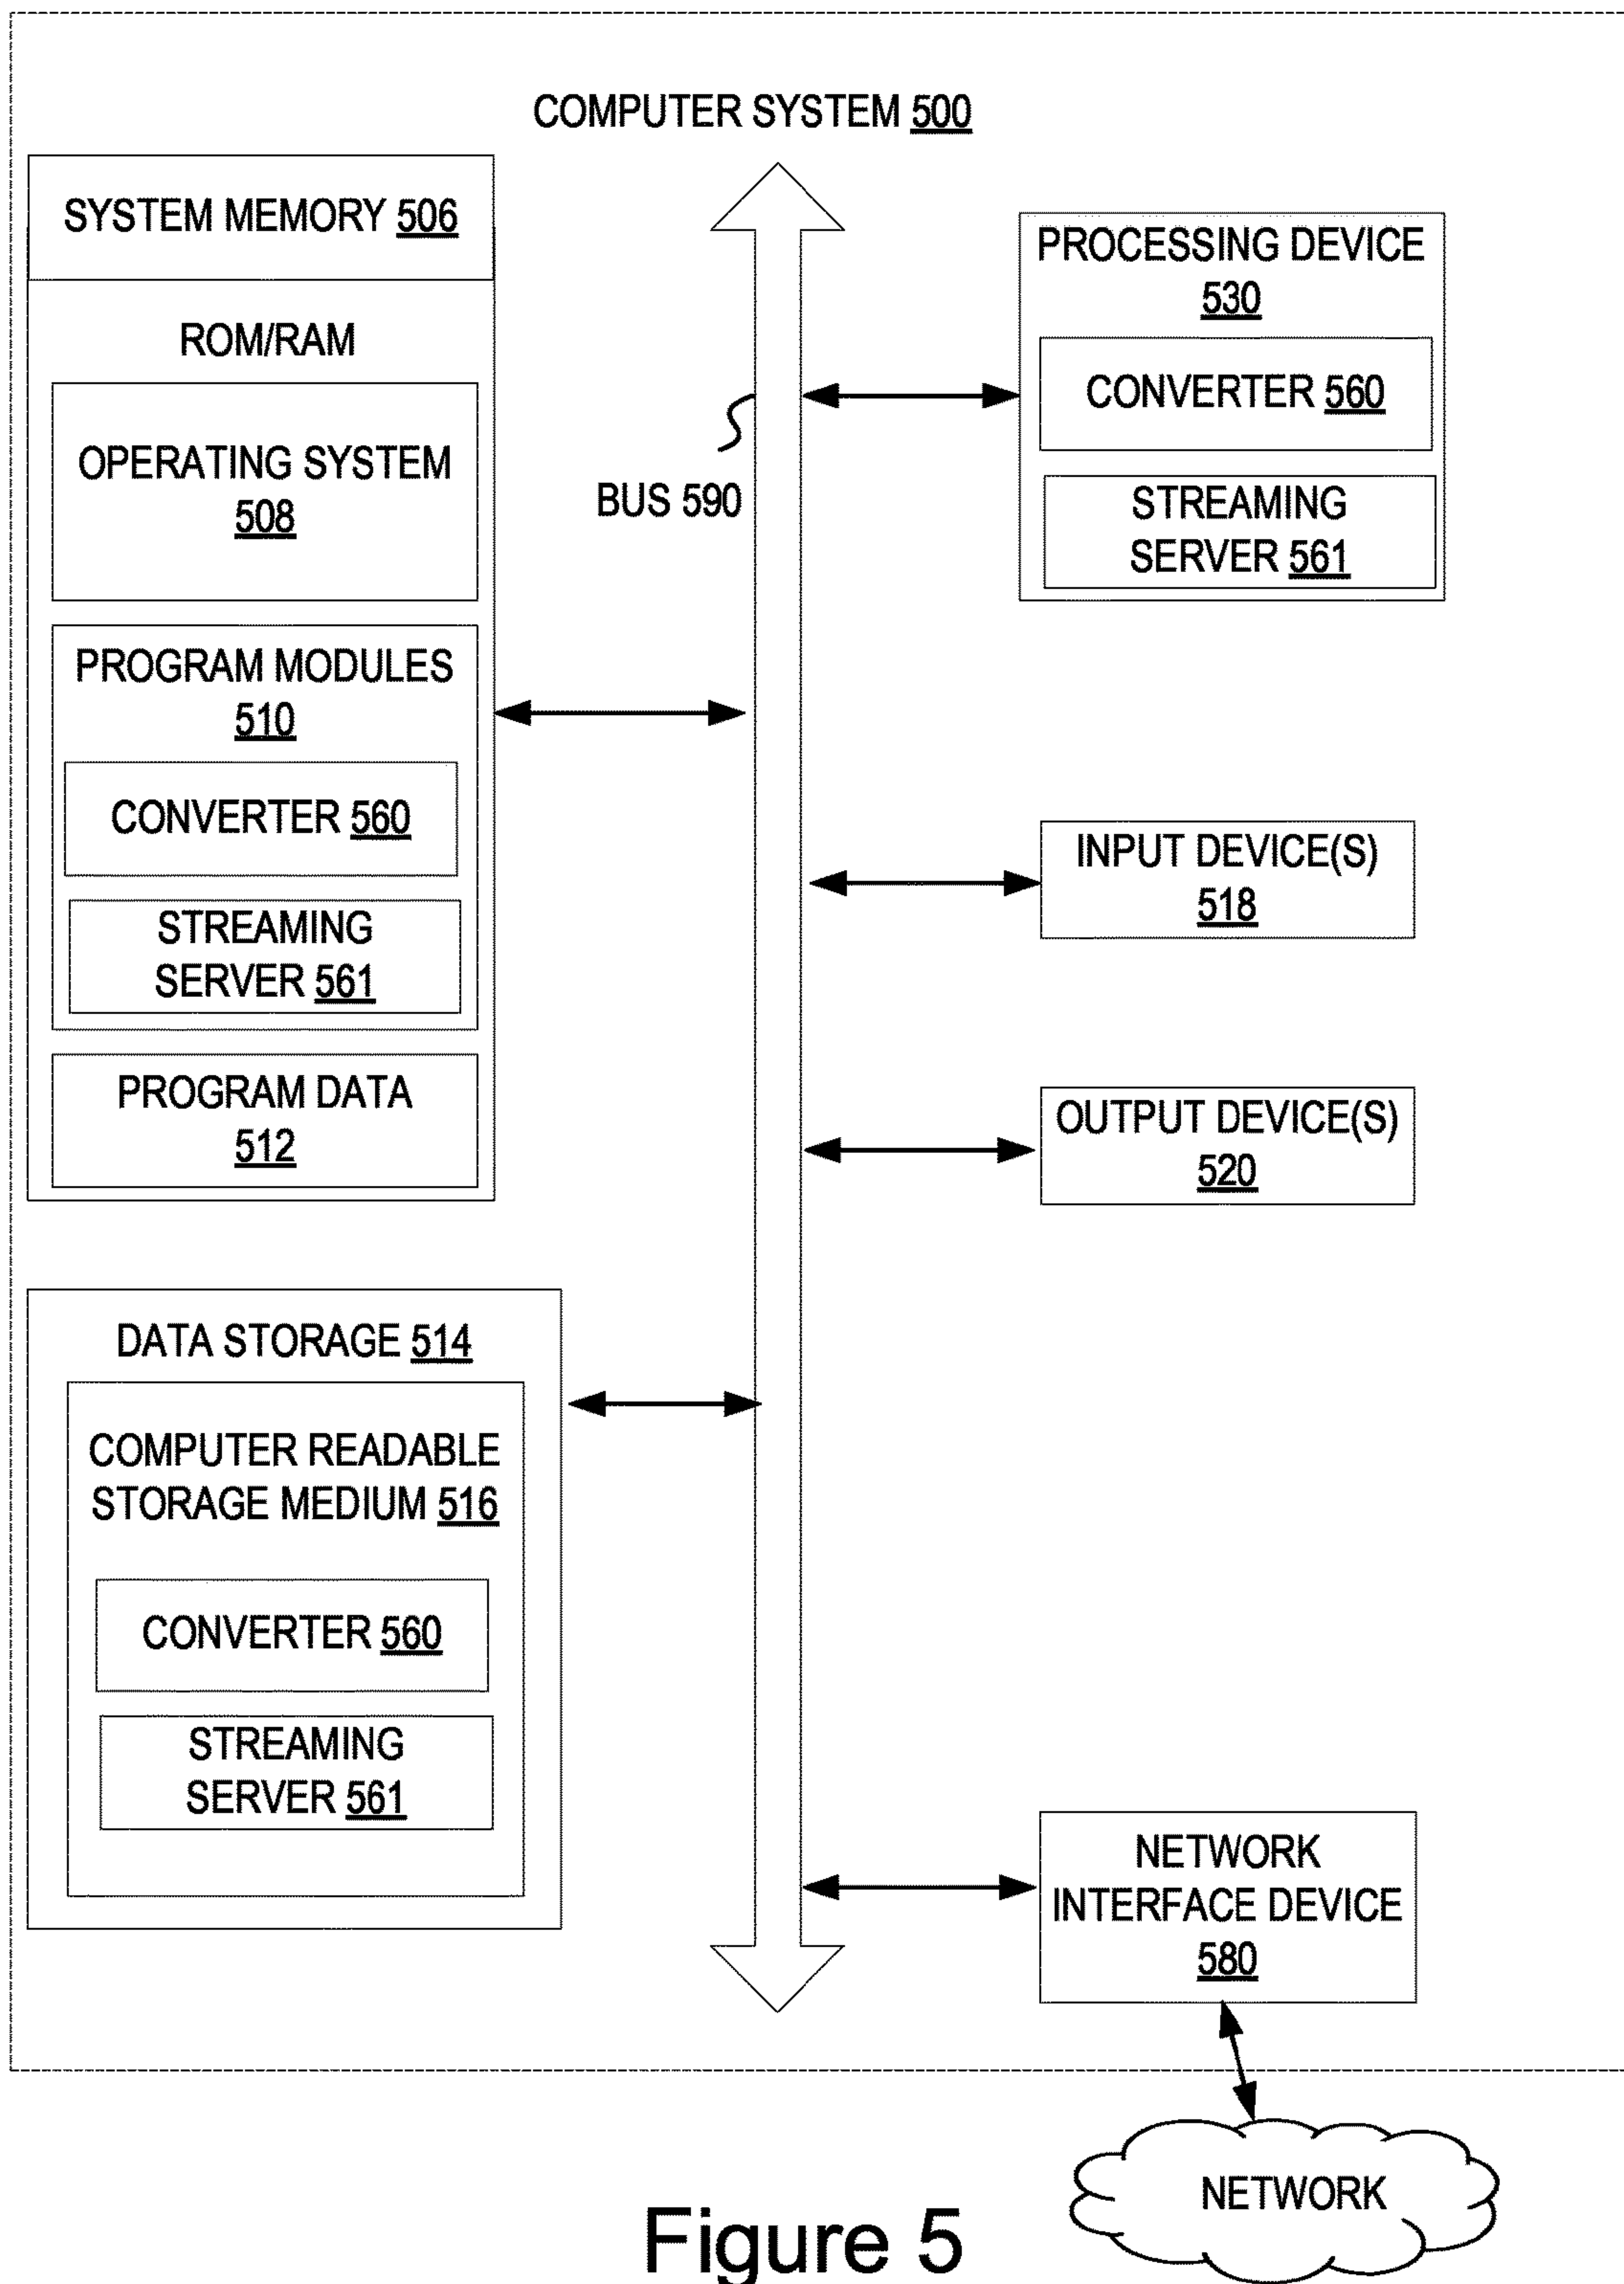 COMPUTER SYSTEM 500
SYSTEM MEMORY 506
ROM/RAM
OPERATING SYSTEM
508
PROGRAM MODULES
510
CONVERTER 560
STREAMING
SERVER 561
PROGRAM DATA
512
BUS 590
PROCESSING DEVICE
530
CONVERTER 560
STREAMING
SERVER 561
INPUT DEVICE(S)
518
OUTPUT DEVICE(S)
520
DATA STORAGE 514
COMPUTER READABLE
STORAGE MEDIUM 516
CONVERTER 560
STREAMING
SERVER 561
NETWORK
INTERFACE DEVICE
580
NETWORK
Figure 5